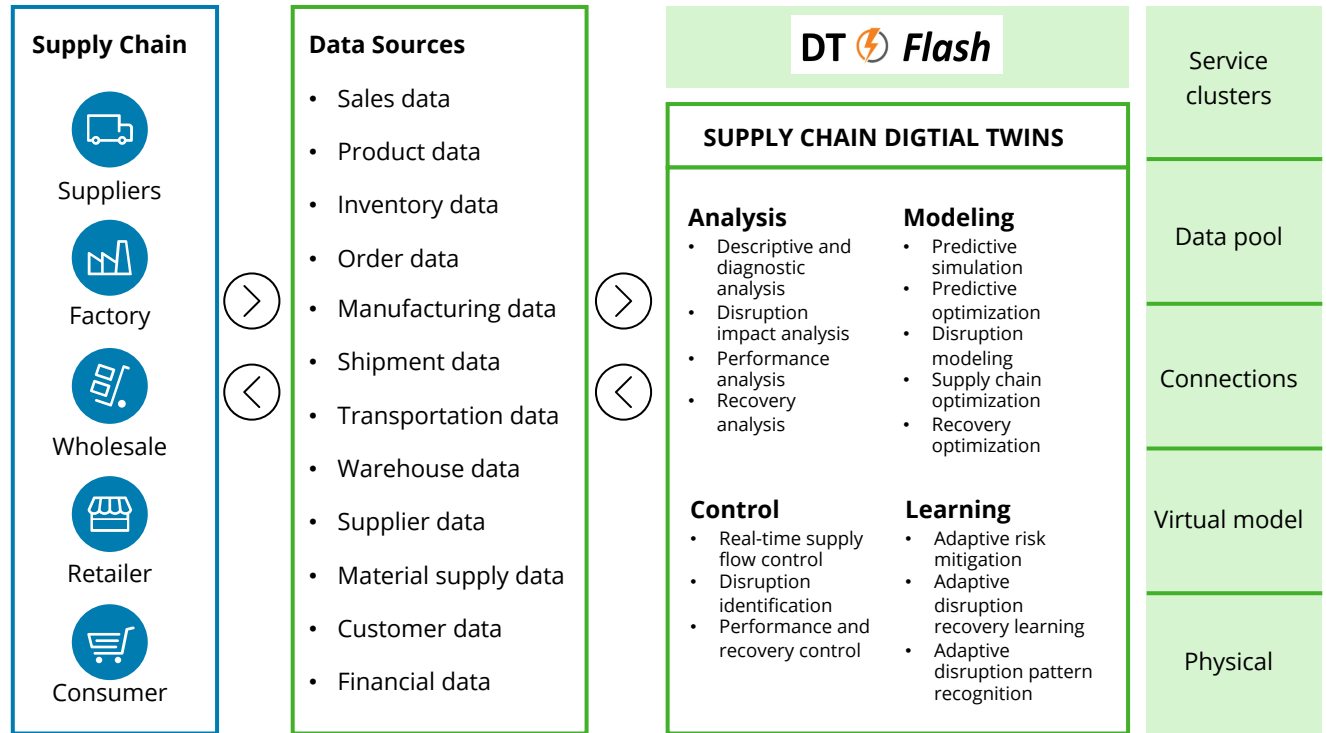 Supply Chain
Suppliers
Factory
Wholesale
Retailer
Consumer
Data Sources
• Sales data
• Product data
• Inventory data
• Order data
• Manufacturing data
• Shipment data
• Transportation data
• Warehouse data
• Supplier data
• Material supply data
• Customer data
• Financial data
DT Flash
SUPPLY CHAIN DIGTIAL TWINS
Analysis
• Descriptive and
diagnostic
analysis
• Disruption
impact analysis
• Performance
analysis
• Recovery
analysis
Modeling
• Predictive
simulation
• Predictive
optimization
• Disruption
modeling
• Supply chain
optimization
• Recovery
optimization
Control
• Real-time supply
flow control
• Disruption
identification
• Performance and
recovery control
Learning
• Adaptive risk
mitigation
• Adaptive
disruption
recovery learning
• Adaptive
disruption pattern
recognition
Service
clusters
Data pool
Connections
Virtual model
Physical